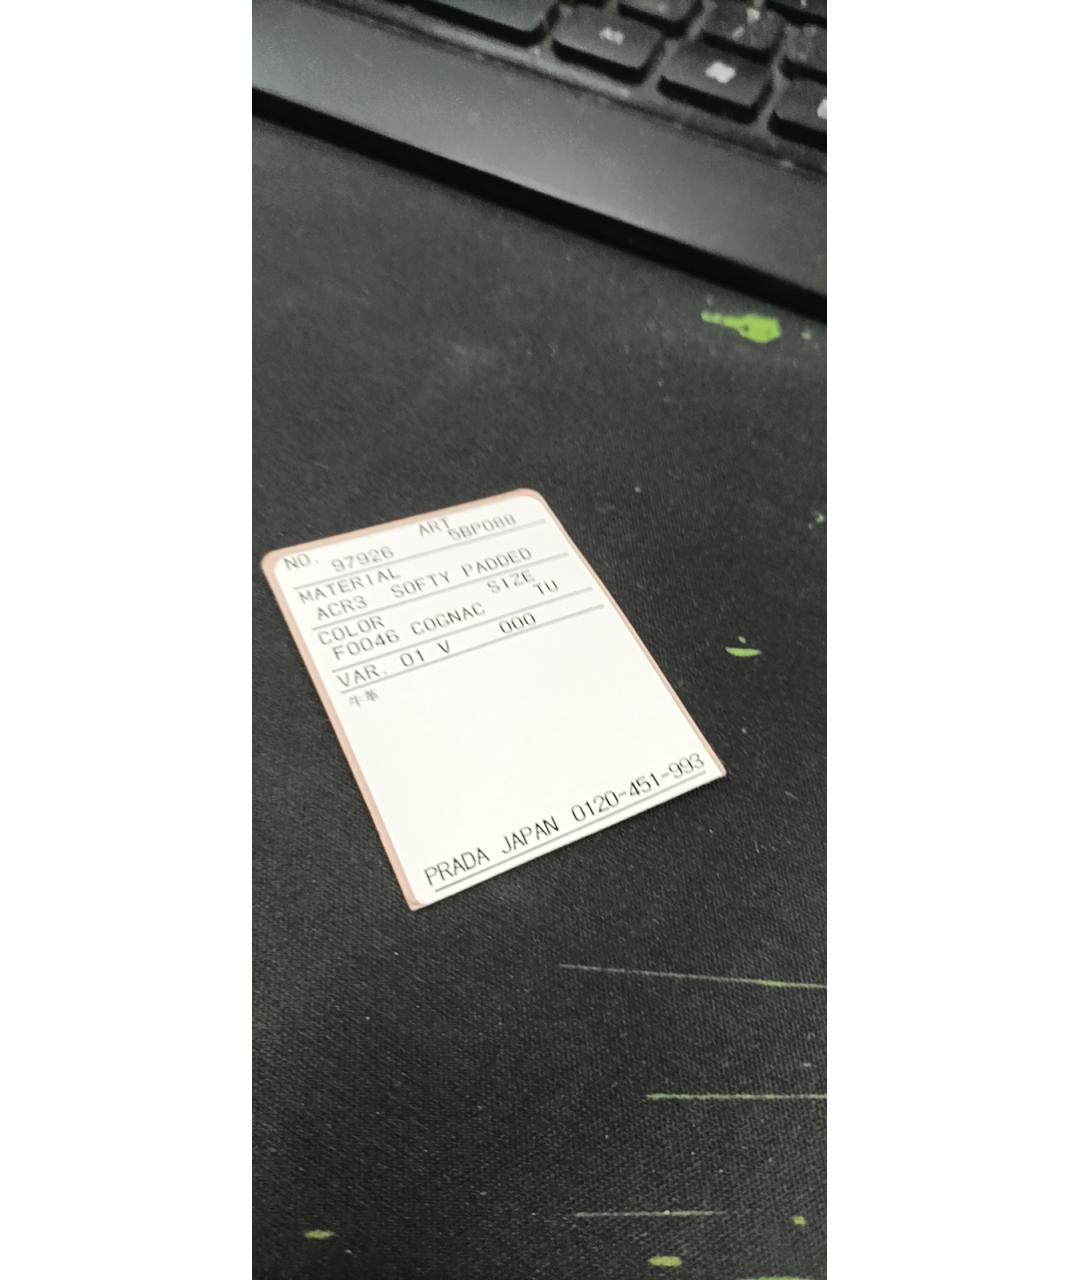 NO. 97926 ART 5BP088
MATERIAL
ACR3 SOFTY PADDED
COLOR SIZE
F0046 COGNAC TU
VAR. 01 V 000
牛革
PRADA JAPAN 0120-451-993